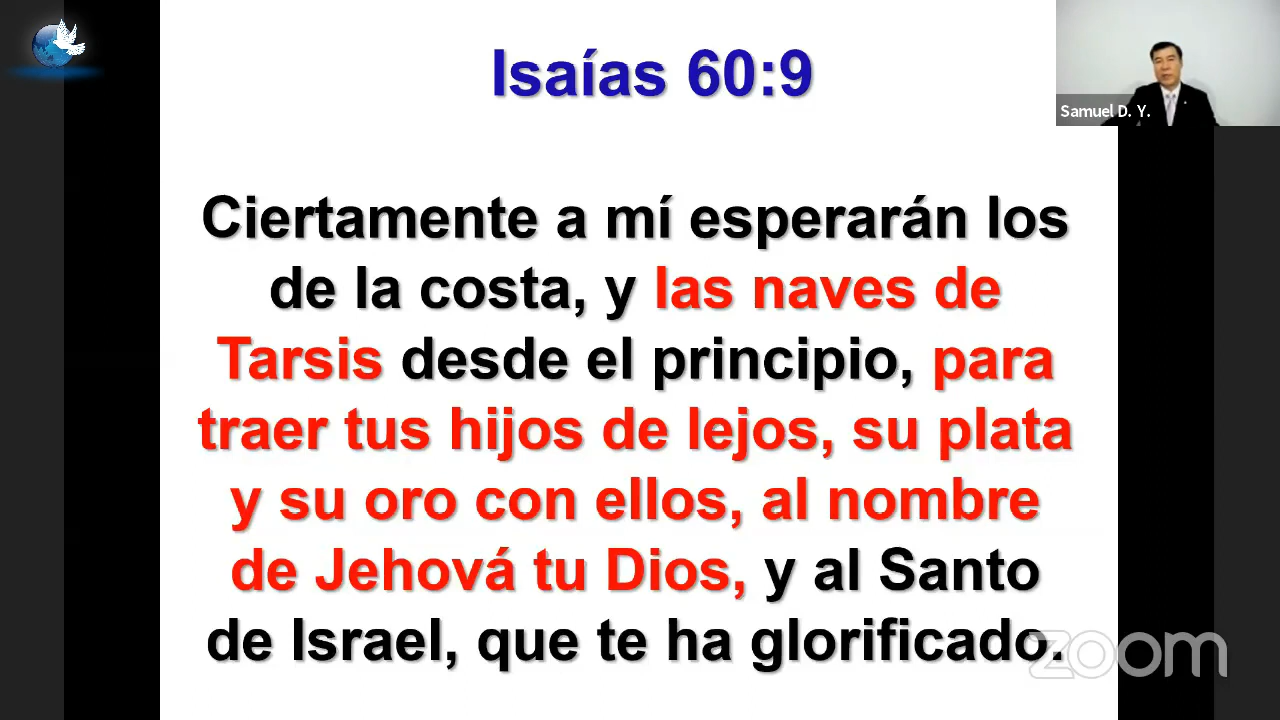 Isaías 60:9
Samuel D. Y.
Ciertamente a mí esperarán los
de la costa, y las naves de
Tarsis desde el principio, para
traer tus hijos de lejos, su plata
y su oro con ellos, al nombre
de Jehová tu Dios, y al Santo
de Israel, que te ha glorificado.
zoom